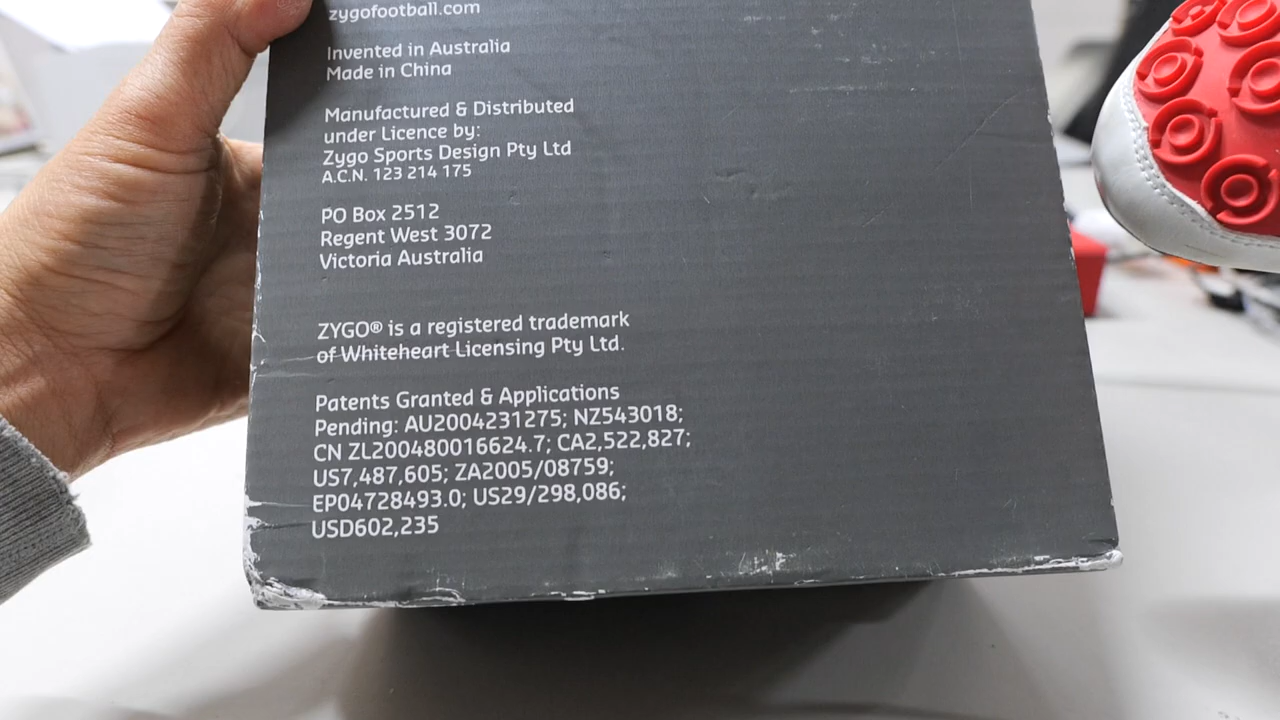 zygofootball.com
Invented in Australia
Made in China
Manufactured & Distributed
under Licence by:
Zygo Sports Design Pty Ltd
A.C.N. 123 214 175
PO Box 2512
Regent West 3072
Victoria Australia
ZYGO® is a registered trademark
of Whiteheart Licensing Pty Ltd.
Patents Granted & Applications
Pending: AU2004231275; NZ543018;
CN ZL200480016624.7; CA2,522,827;
US7,487,605; ZA2005/08759;
EP04728493.0; US29/298,086;
USD602,235